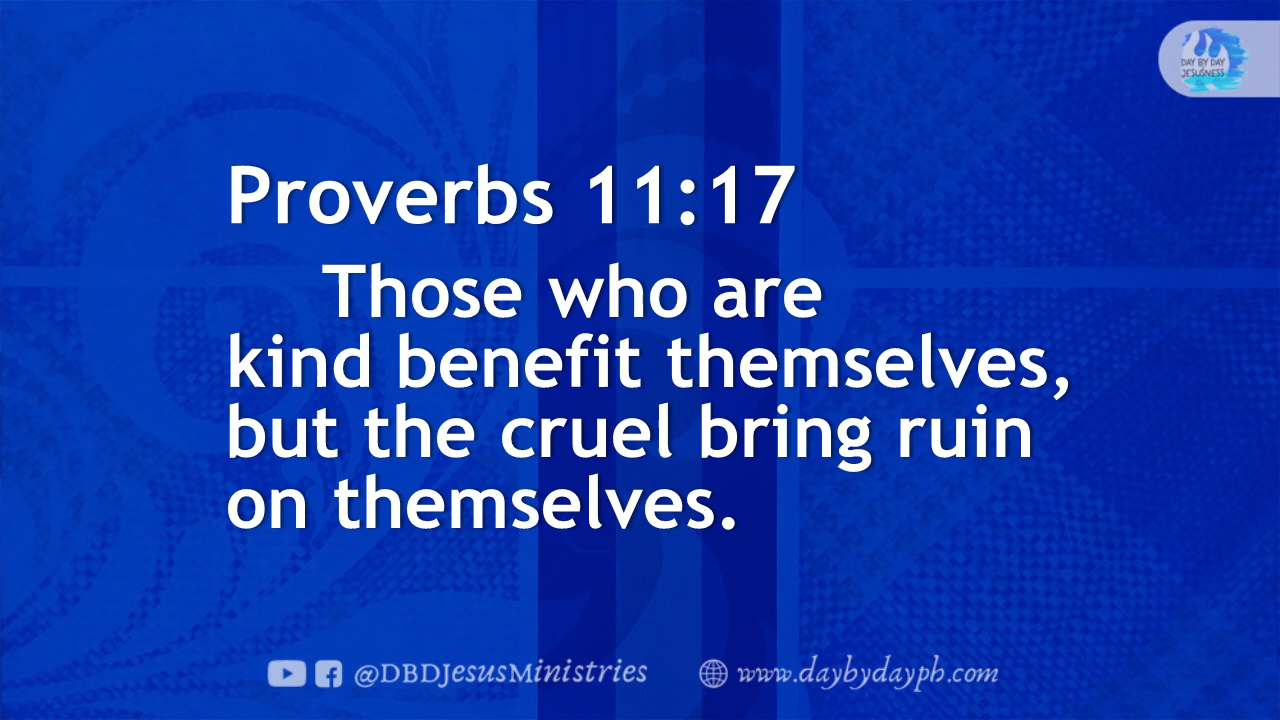 DAY BY DAY
JESUSNESS
Proverbs 11:17
Those who are
kind benefit themselves,
but the cruel bring ruin
on themselves.
@DBDJesusMinistries
www.daybydayph.com